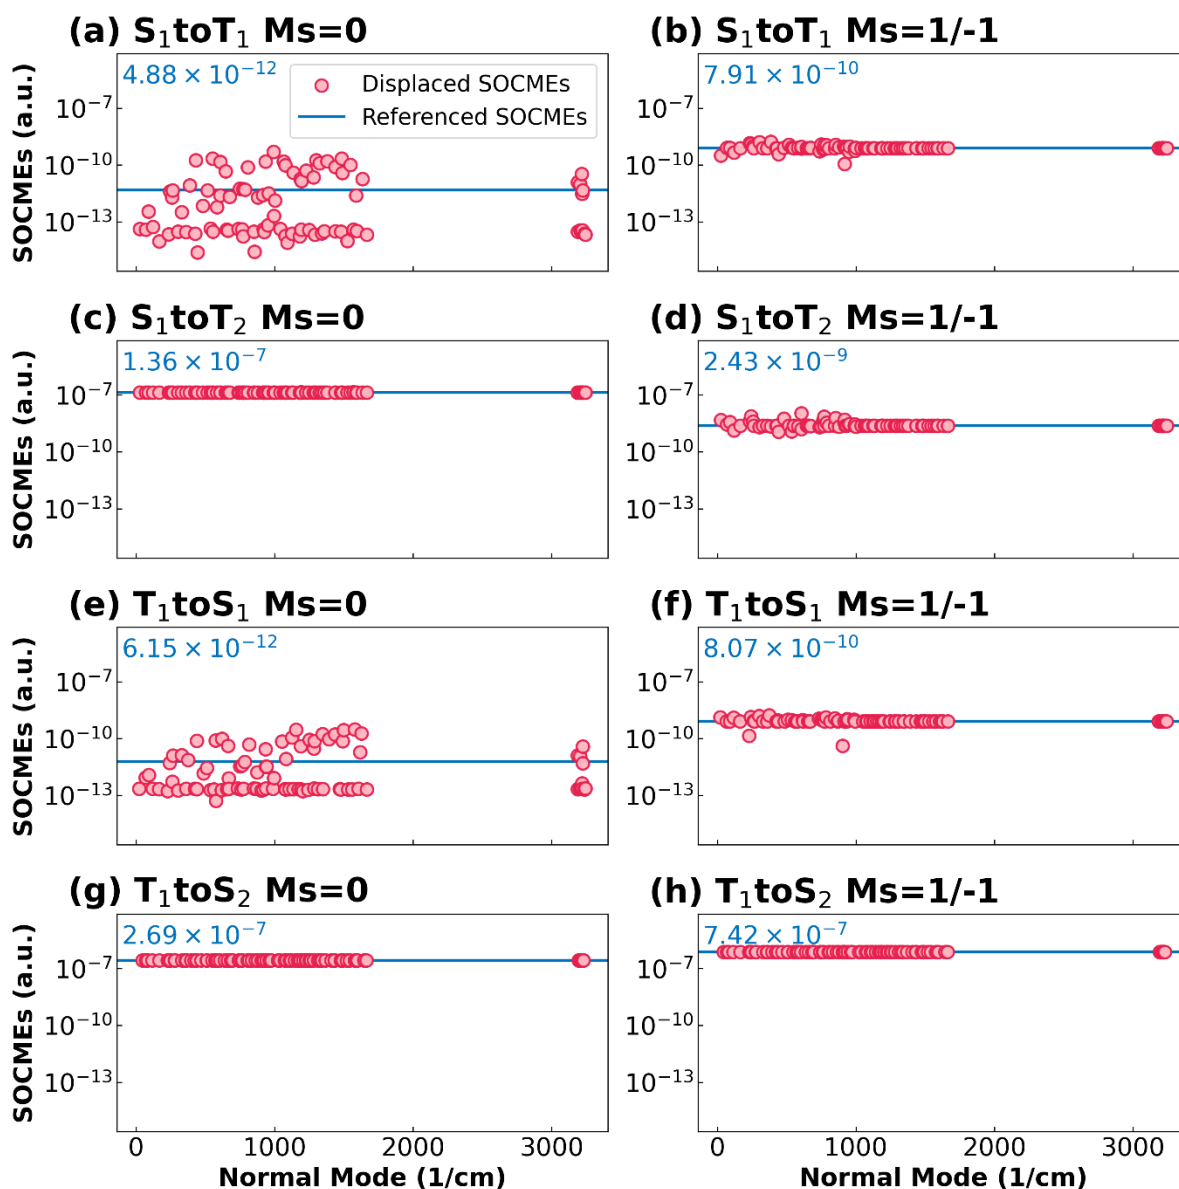 (a) S₁toT₁ Ms=0
(b) S₁toT₁ Ms=1/-1
SOCMEs (a.u.)
4.88 × 10⁻¹²
Displaced SOCMEs
Referenced SOCMEs
7.91 × 10⁻¹⁰
10⁻⁷
10⁻¹⁰
10⁻¹³
10⁻⁷
10⁻¹⁰
10⁻¹³
(c) S₁toT₂ Ms=0
(d) S₁toT₂ Ms=1/-1
SOCMEs (a.u.)
1.36 × 10⁻⁷
2.43 × 10⁻⁹
10⁻⁷
10⁻¹⁰
10⁻¹³
10⁻⁷
10⁻¹⁰
10⁻¹³
(e) T₁toS₁ Ms=0
(f) T₁toS₁ Ms=1/-1
SOCMEs (a.u.)
6.15 × 10⁻¹²
8.07 × 10⁻¹⁰
10⁻⁷
10⁻¹⁰
10⁻¹³
10⁻⁷
10⁻¹⁰
10⁻¹³
(g) T₁toS₂ Ms=0
(h) T₁toS₂ Ms=1/-1
SOCMEs (a.u.)
2.69 × 10⁻⁷
7.42 × 10⁻⁷
10⁻⁷
10⁻¹⁰
10⁻¹³
10⁻⁷
10⁻¹⁰
10⁻¹³
0 1000 2000 3000
0 1000 2000 3000
Normal Mode (1/cm)
Normal Mode (1/cm)